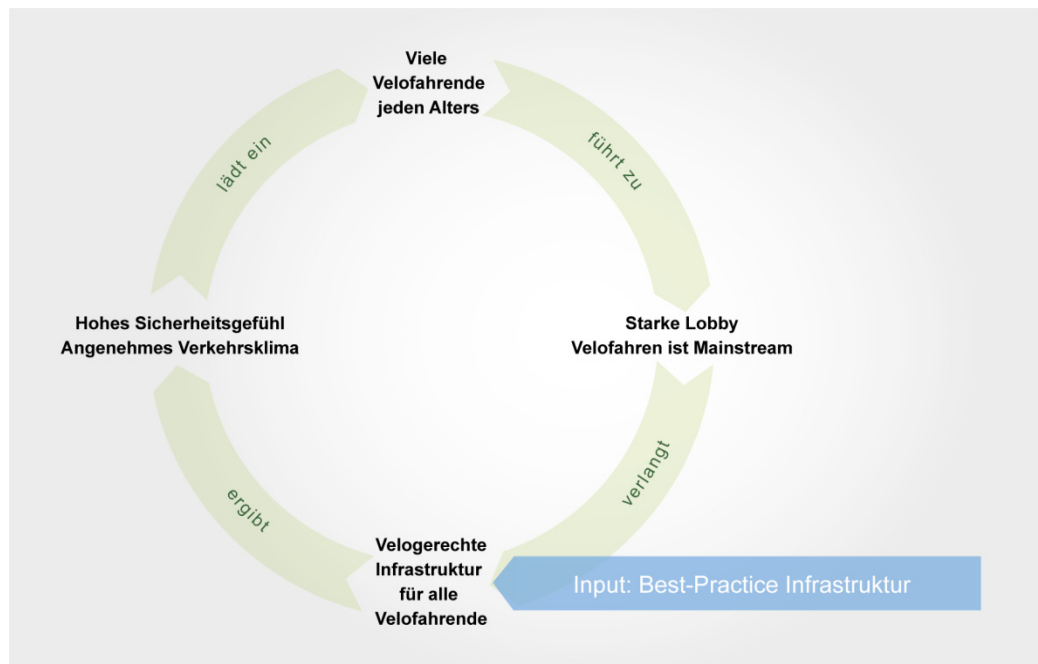 Viele
Velofahrende
jeden Alters
führt zu
Starke Lobby
Velofahren ist Mainstream
verlangt
Input: Best-Practice Infrastruktur
Velogerechte
Infrastruktur
für alle
Velofahrende
ergibt
Hohes Sicherheitsgefühl
Angenehmes Verkehrsklima
lädt ein